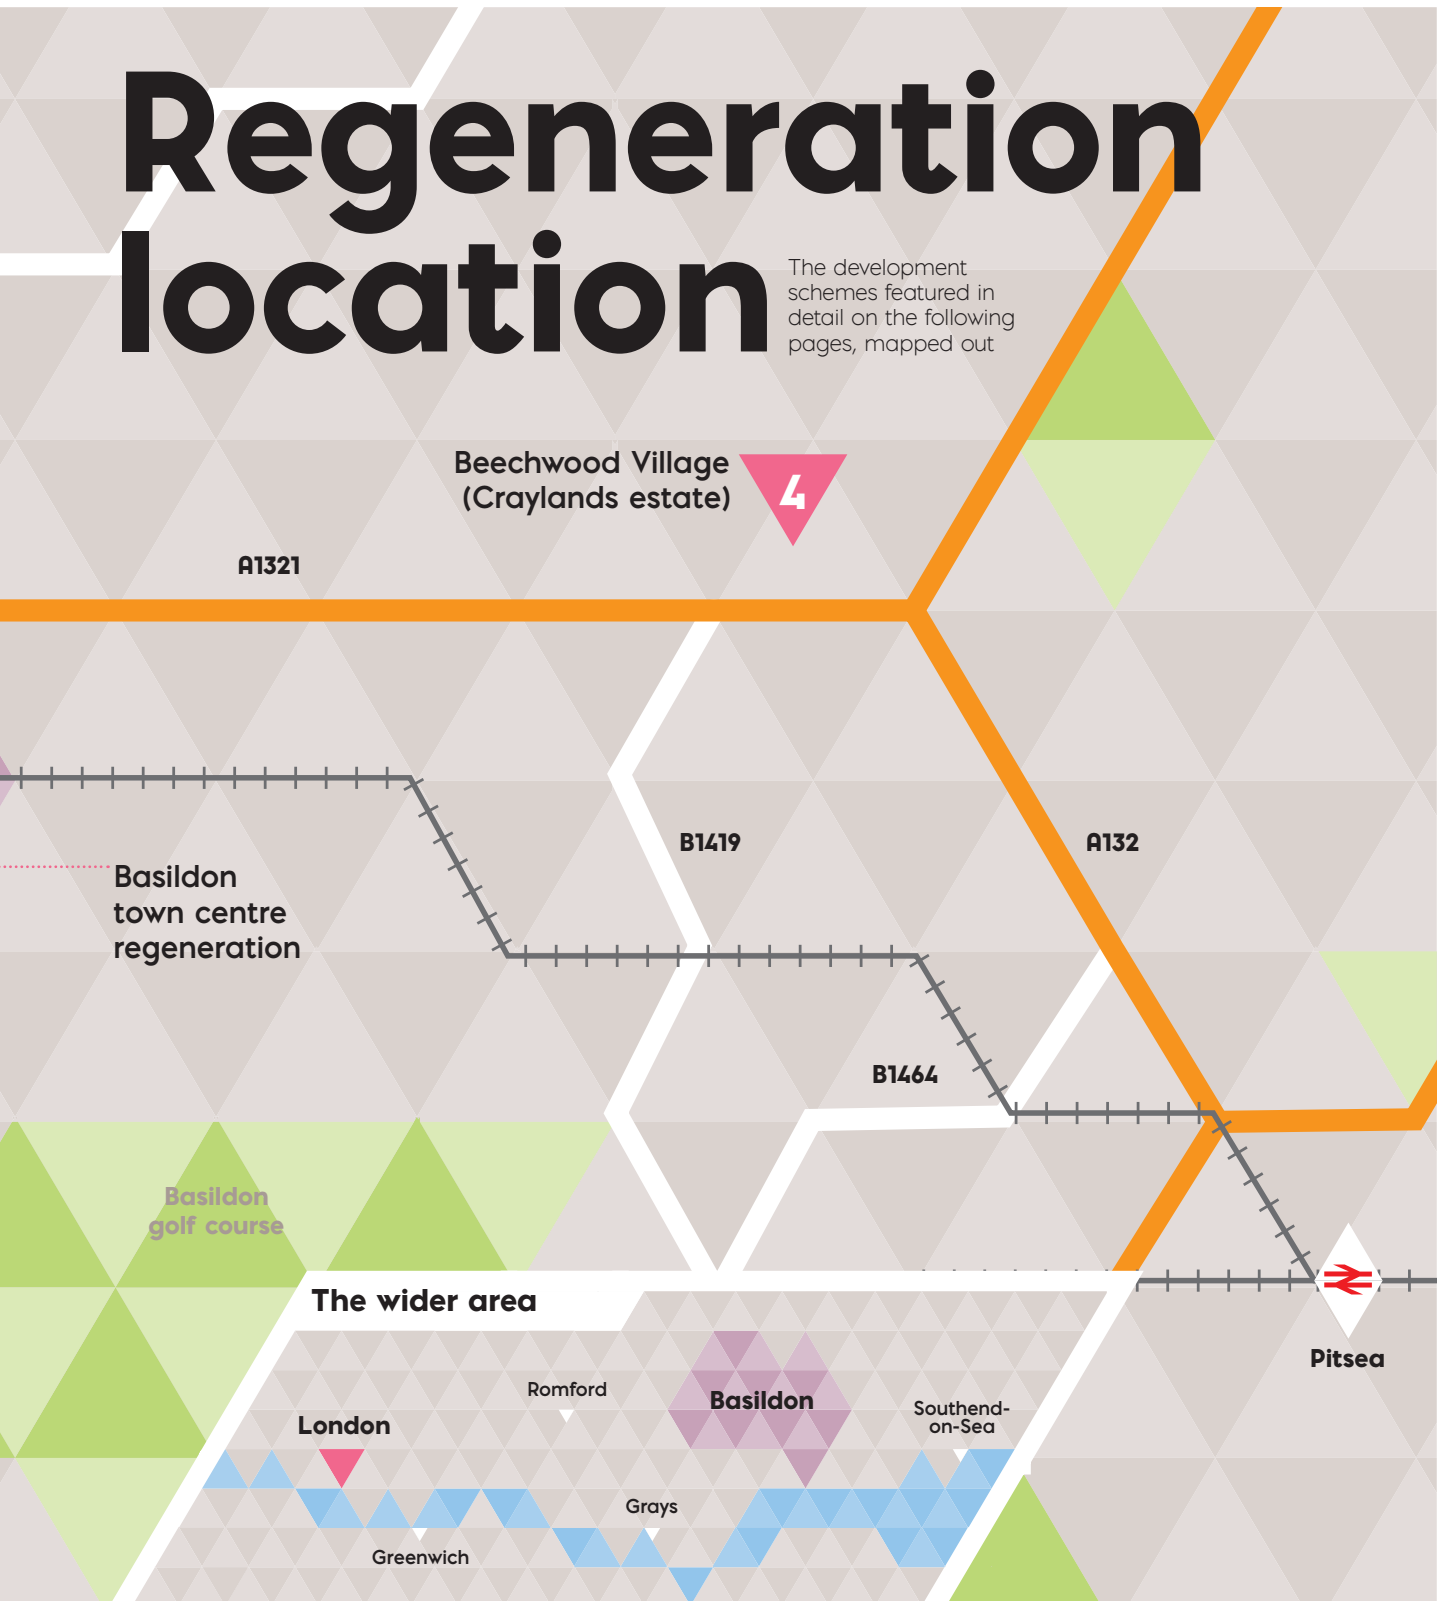 Regeneration
location
The development
schemes featured in
detail on the following
pages, mapped out
Beechwood Village
(Craylands estate)
4
A1321
B1419
A132
Basildon
town centre
regeneration
B1464
Basildon
golf course
Pitsea
The wider area
Romford
Basildon
London
Southend-
on-Sea
Grays
Greenwich